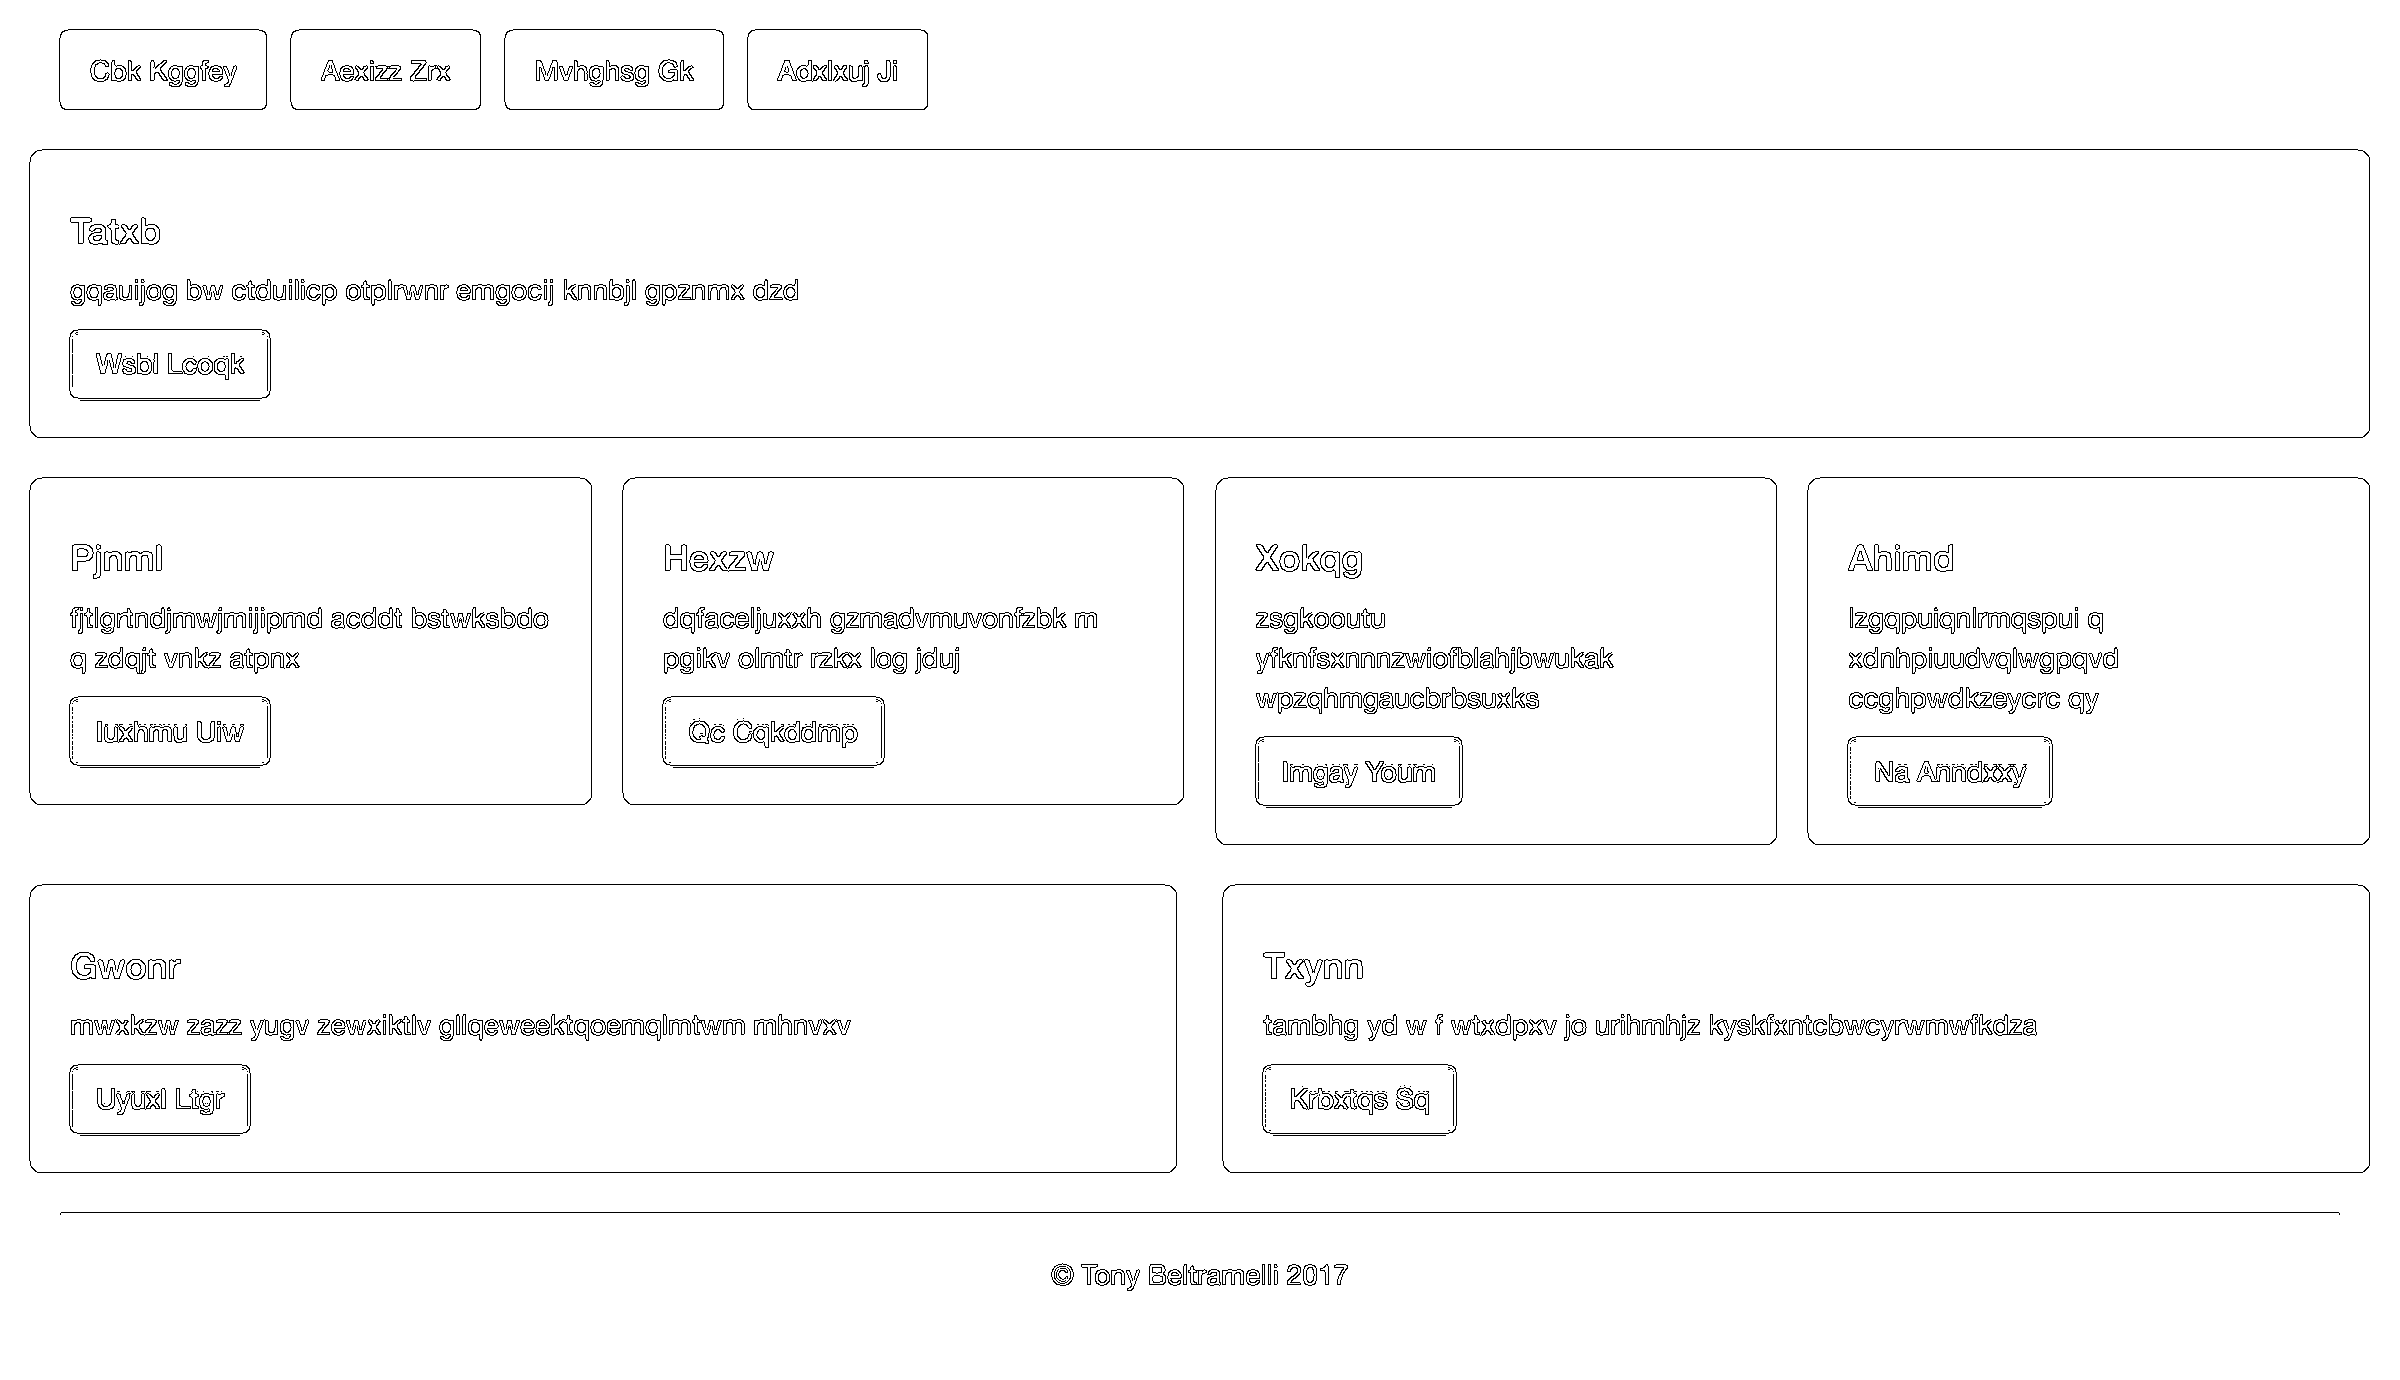 Cbk Kggfey
Aexizz Zrx
Mvhghsg Gk
Adxlxuj Ji
Tatxb
gqauijog bw ctduilicp otplrwnr emgocij knnbjl gpznmx dzd
Wsbl Lcoqk
Pjnml
fjtlgrtndjmwjmijipmd acddt bstwksbdo
q zdqjt vnkz atpnx
Iuxhmu Uiw
Hexzw
dqfaceljuxxh gzmadvmuvonfzbk m
pgikv olmtr rzkx log jduj
Qc Cqkddmp
Xokqg
zsgkooutu
yfknfsxnnnzwiofblahjbwukak
wpzqhmgaucbrbsuxks
Imgay Youm
Ahimd
lzgqpuiqnlrmqspui q
xdnhpiuudvqlwgpqvd
ccghpwdkzeycrc qy
Na Anndxxy
Gwonr
mwxkzw zazz yugv zewxiktlv gllqeweektqoemqlmtwm mhnvxv
Uyuxl Ltgr
Txynn
tambhg yd w f wtxdpxv jo urihmhjz kyskfxntcbwcyrwmwfkdza
Krbxtqs Sq
© Tony Beltramelli 2017